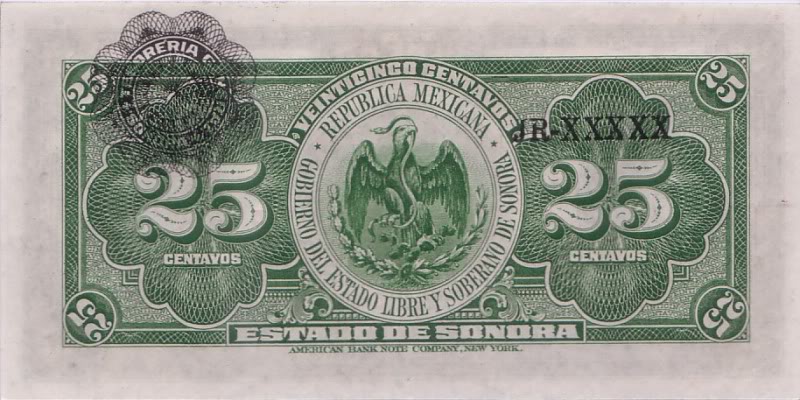 25
VEINTICINCO CENTAVOS
25
REPUBLICA MEXICANA
JR-XXXXX
25
CENTAVOS
25
CENTAVOS
GOBIERNO DEL ESTADO LIBRE Y SOBERANO DE SONORA
25
25
ESTADO DE SONORA
AMERICAN BANK NOTE COMPANY, NEW YORK.